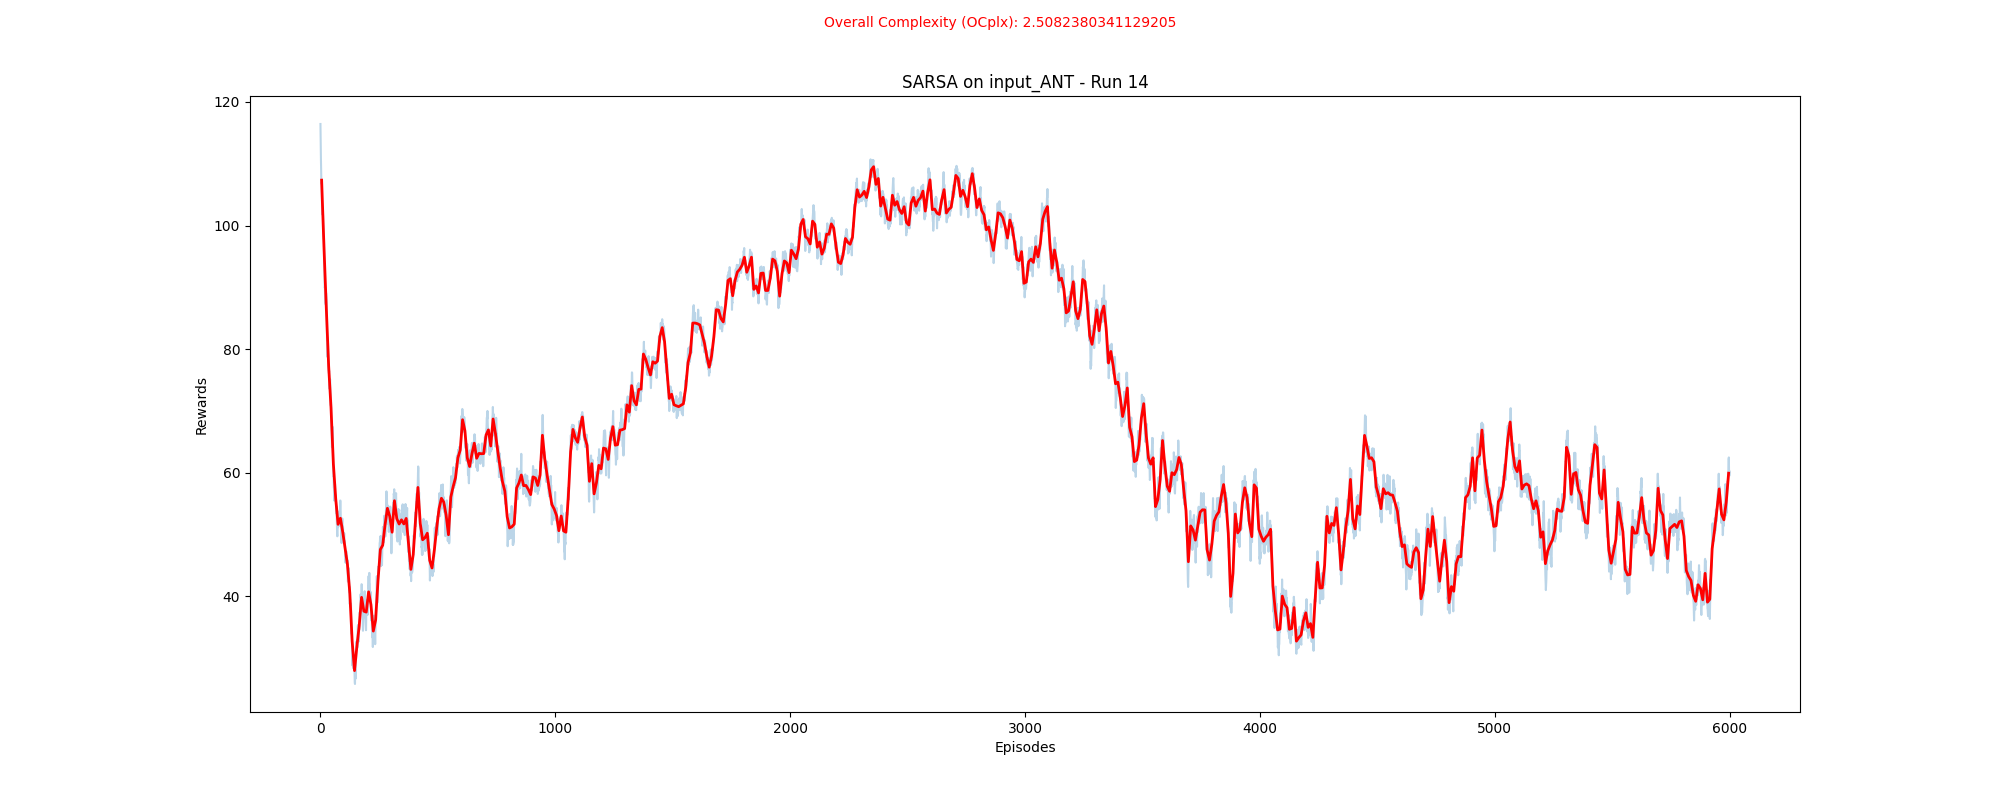 Overall Complexity (OCplx): 2.5082380341129205
SARSA on input_ANT - Run 14
120
100
80
60
40
Rewards
0 1000 2000 3000 4000 5000 6000
Episodes